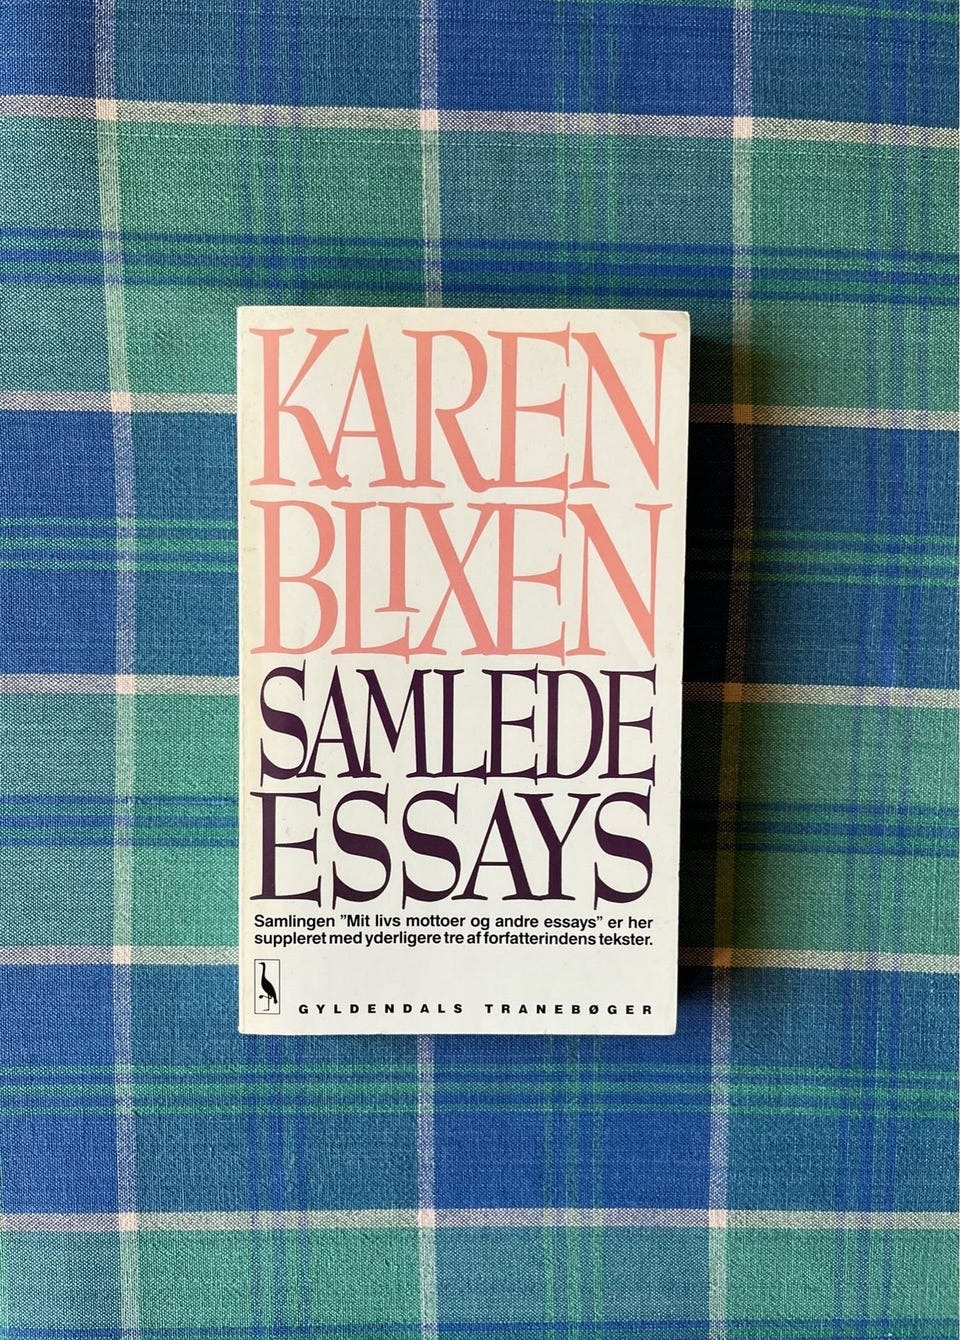 KAREN
BLIXEN
SAMLEDE
ESSAYS
Samlingen ”Mit livs mottoer og andre essays” er her
suppleret med yderligere tre af forfatterindens tekster.
GYLDENDALS TRANEBØGER